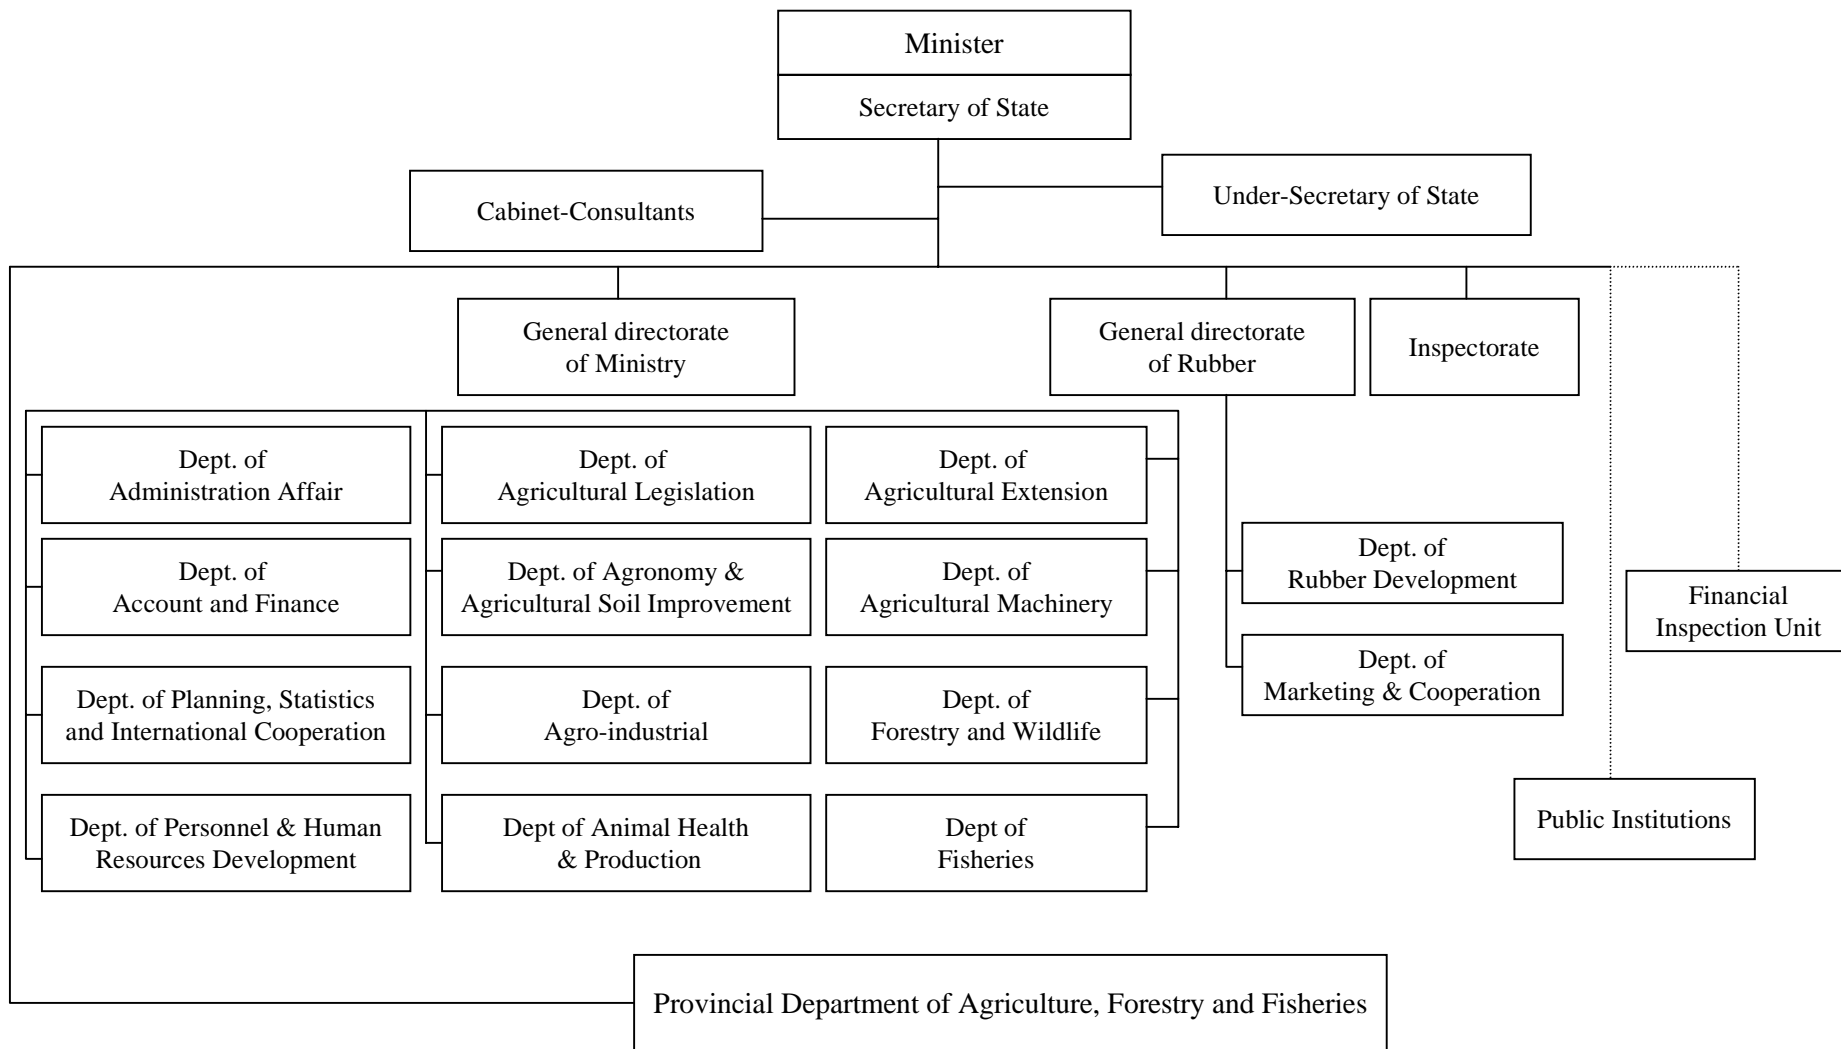 Minister
Secretary of State
Cabinet-Consultants
Under-Secretary of State
General directorate
of Ministry
General directorate
of Rubber
Inspectorate
Dept. of
Administration Affair
Dept. of
Agricultural Legislation
Dept. of
Agricultural Extension
Dept. of
Account and Finance
Dept. of Agronomy &
Agricultural Soil Improvement
Dept. of
Agricultural Machinery
Dept. of
Rubber Development
Financial
Inspection Unit
Dept. of Planning, Statistics
and International Cooperation
Dept. of
Agro-industrial
Dept. of
Forestry and Wildlife
Dept. of
Marketing & Cooperation
Dept. of Personnel & Human
Resources Development
Dept of Animal Health
& Production
Dept of
Fisheries
Public Institutions
Provincial Department of Agriculture, Forestry and Fisheries